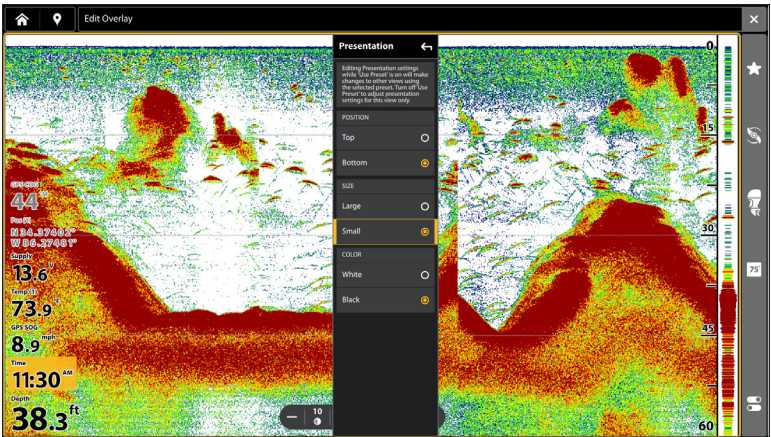 Edit Overlay
Presentation
Editing Presentation settings
while 'Use Preset' is on will make
changes to other views using
the selected preset. Turn off 'Use
Preset' to adjust presentation
settings for this view only.
POSITION
Top
Bottom
SIZE
Large
Small
COLOR
White
Black
GPS COG
44°
Pos (1)
N 34.37402°
W 86.27481°
Supply
13.6 V
Temp (1)
73.9 °F
GPS SOG
8.9 mph
Time
11:30 AM
Depth
38.3 ft
10
0
15
30
45
60
75